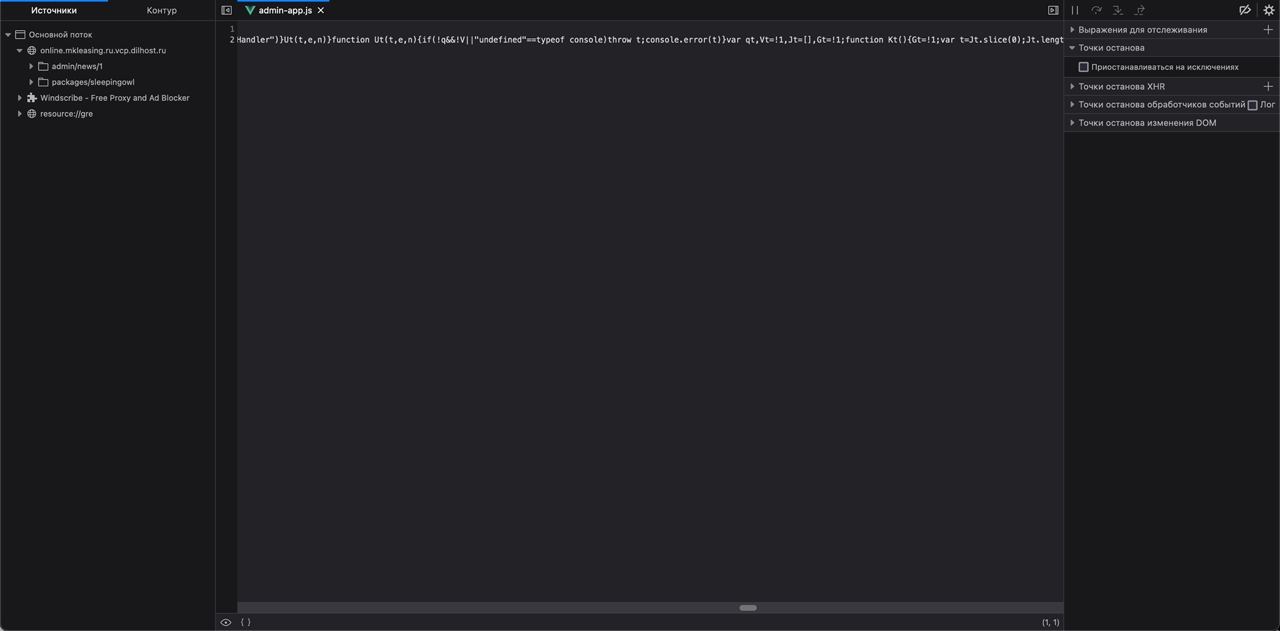 Источники
Контур
admin-app.js
Основной поток
online.mkleasing.ru.vcp.dilhost.ru
admin/news/1
packages/sleepingowl
Windscribe - Free Proxy and Ad Blocker
resource://gre
1
2 Handler")}Ut(t,e,n)}function Ut(t,e,n){if(!q&&!V||"undefined"==typeof console)throw t;console.error(t)}var qt,Vt=!1,Jt=[],Gt=!1;function Kt(){Gt=!1;var t=Jt.slice(0);Jt.lengt
{ }
(1, 1)
Выражения для отслеживания
Точки останова
Приостанавливаться на исключениях
Точки останова XHR
Точки останова обработчиков событий Лог
Точки останова изменения DOM